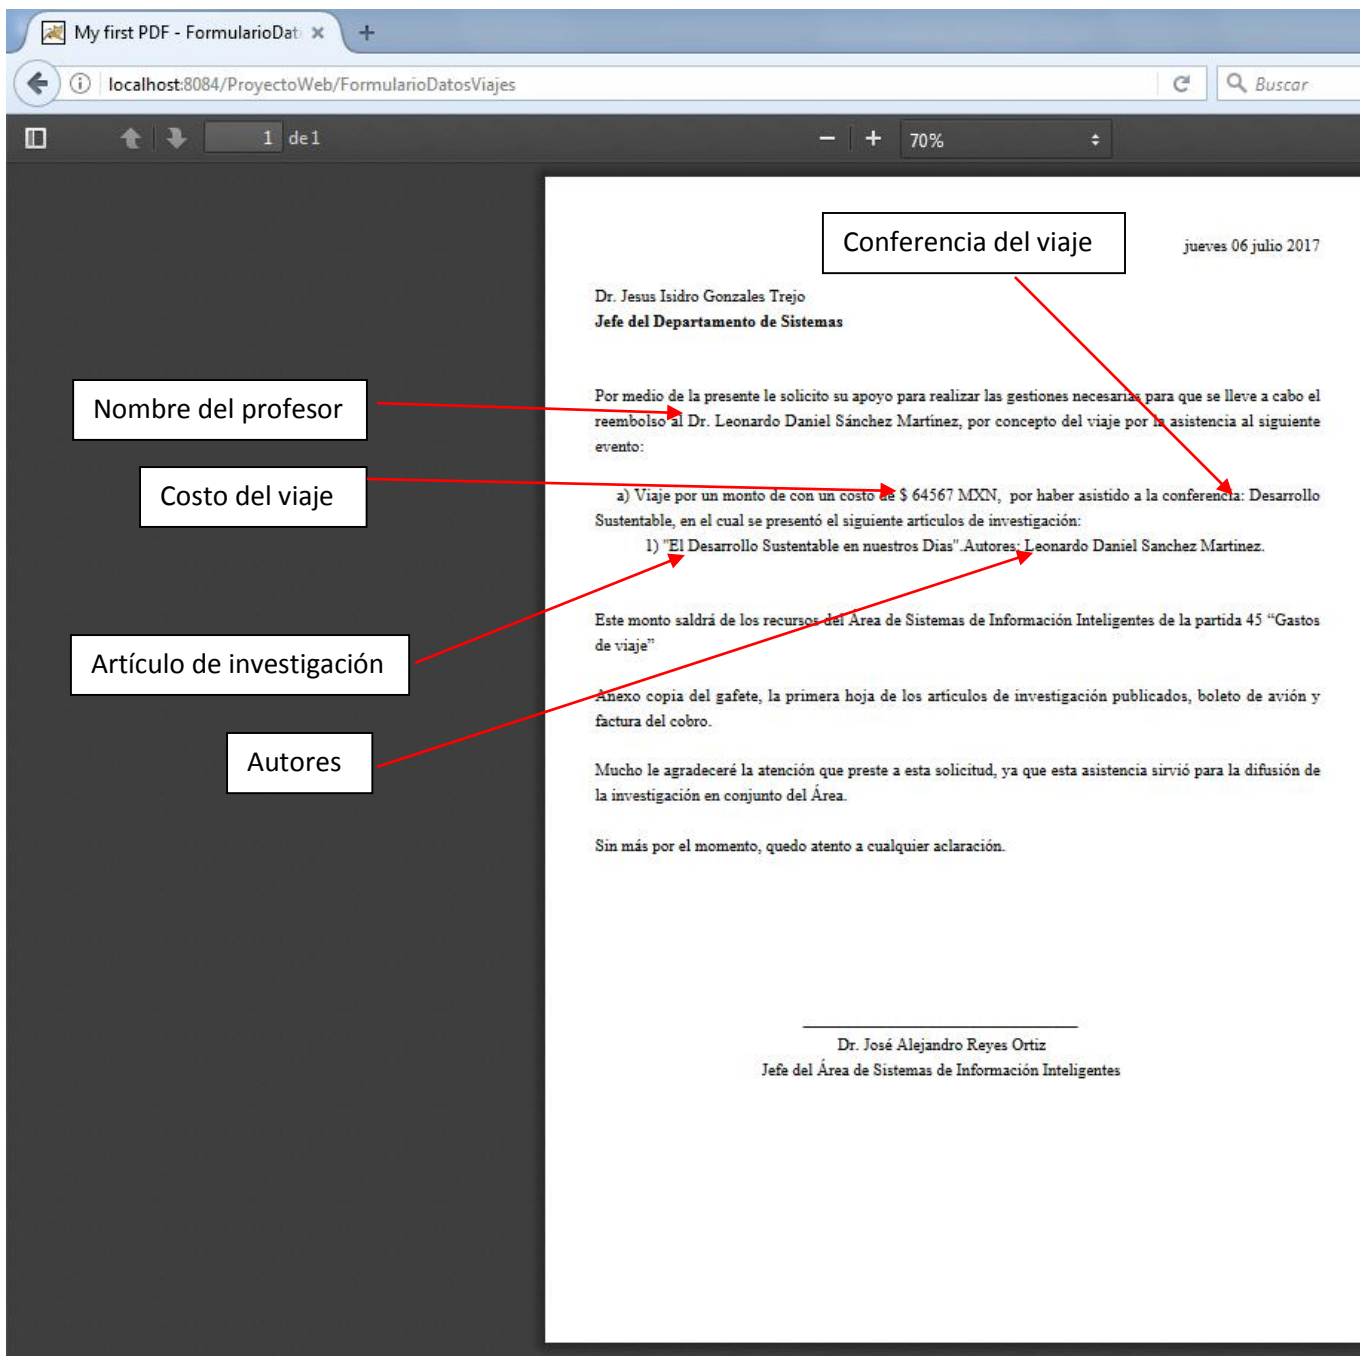 My first PDF - FormularioDat
localhost:8084/ProyectoWeb/FormularioDatosViajes
Buscar
1 de 1
70%
Conferencia del viaje
jueves 06 julio 2017
Dr. Jesus Isidro Gonzales Trejo
Jefe del Departamento de Sistemas
Nombre del profesor
Por medio de la presente le solicito su apoyo para realizar las gestiones necesarias para que se lleve a cabo el
reembolso al Dr. Leonardo Daniel Sánchez Martínez, por concepto del viaje por la asistencia al siguiente
evento:
Costo del viaje
a) Viaje por un monto de con un costo de $ 64567 MXN, por haber asistido a la conferencia: Desarrollo
Sustentable, en el cual se presentó el siguiente artículos de investigación:
1) "El Desarrollo Sustentable en nuestros Dias".Autores: Leonardo Daniel Sanchez Martinez.
Este monto saldrá de los recursos del Área de Sistemas de Información Inteligentes de la partida 45 “Gastos
de viaje”
Artículo de investigación
Anexo copia del gafete, la primera hoja de los artículos de investigación publicados, boleto de avión y
factura del cobro.
Autores
Mucho le agradeceré la atención que preste a esta solicitud, ya que esta asistencia sirvió para la difusión de
la investigación en conjunto del Área.
Sin más por el momento, quedo atento a cualquier aclaración.
Dr. José Alejandro Reyes Ortiz
Jefe del Área de Sistemas de Información Inteligentes